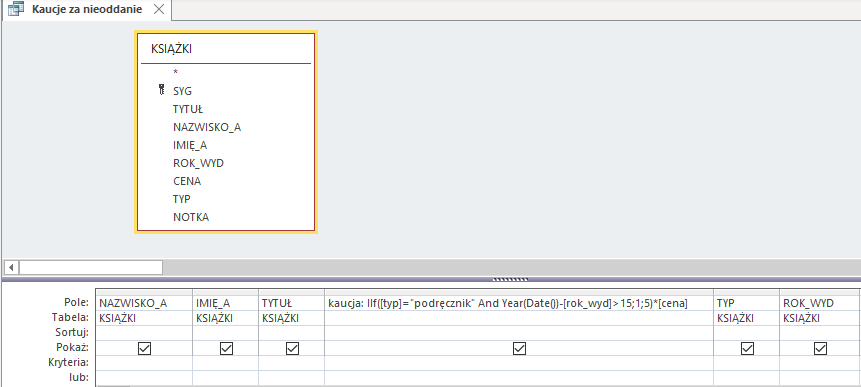 Kaucje za nieoddanie
KSIĄŻKI
*
SYG
TYTUŁ
NAZWISKO_A
IMIĘ_A
ROK_WYD
CENA
TYP
NOTKA
Pole: NAZWISKO_A IMIĘ_A TYTUŁ kaucja: IIf([typ]="podręcznik" And Year(Date())-[rok_wyd]>15;1;5)*[cena] TYP ROK_WYD
Tabela: KSIĄŻKI KSIĄŻKI KSIĄŻKI KSIĄŻKI KSIĄŻKI
Sortuj:
Pokaż:
Kryteria:
lub: